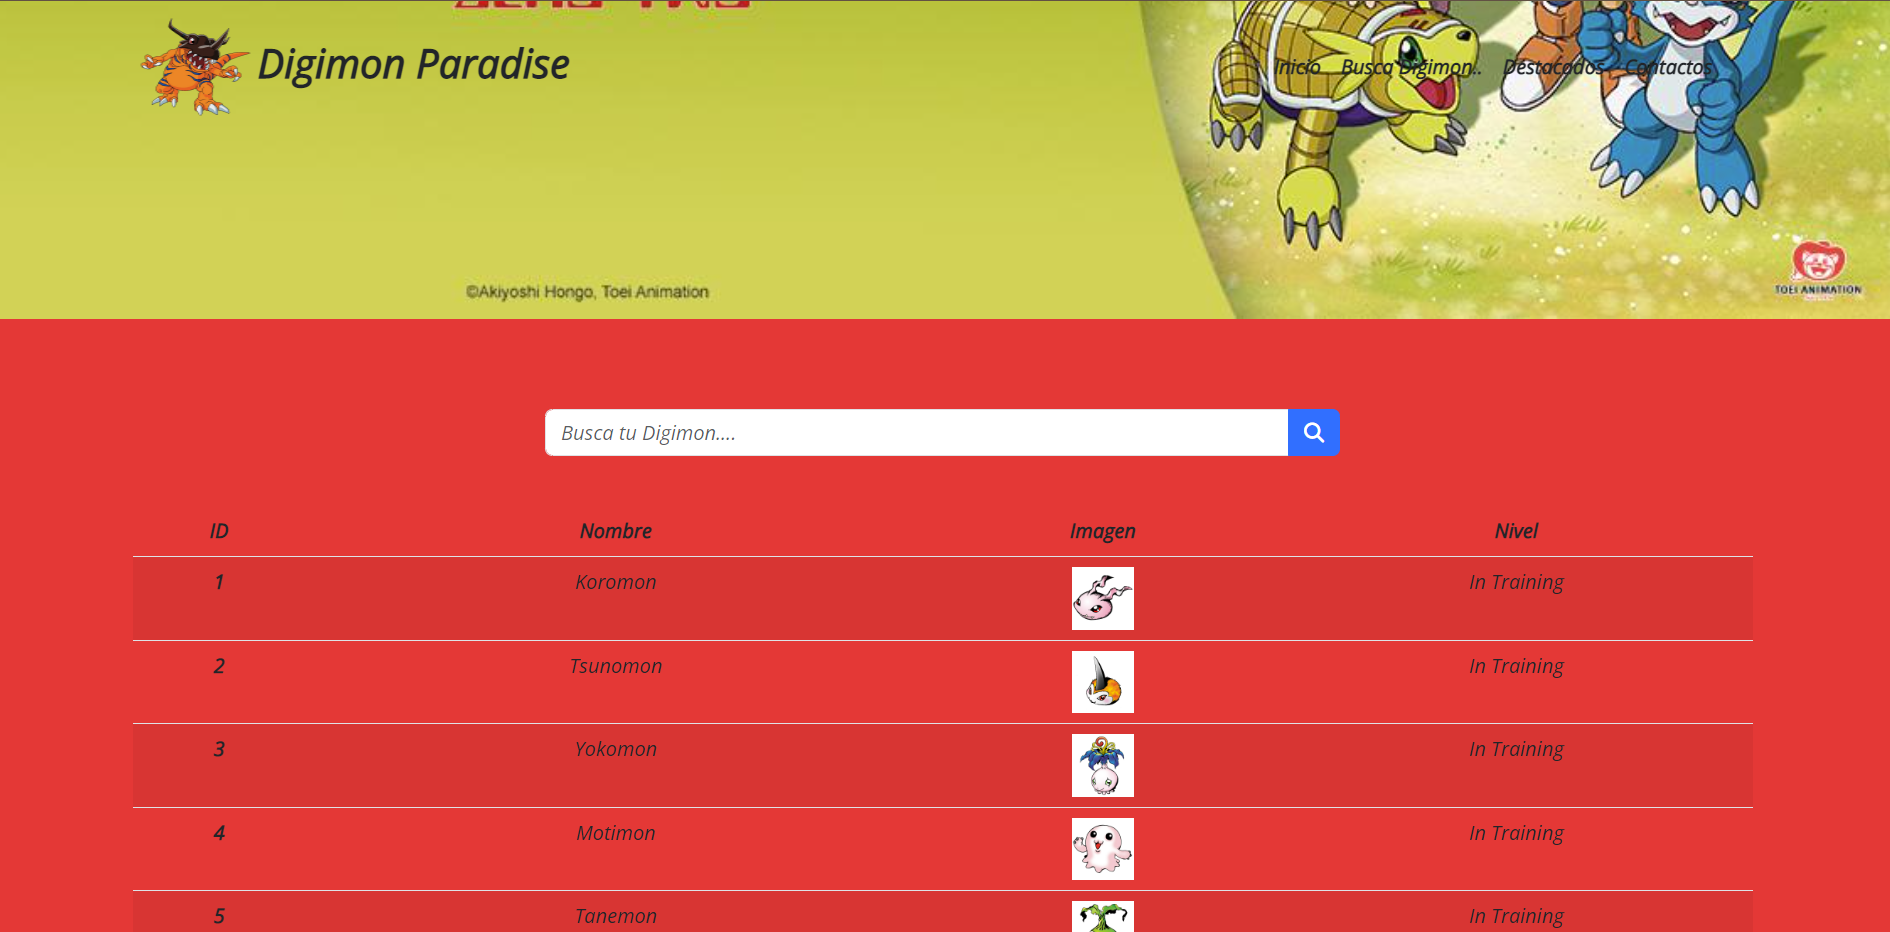 Digimon Paradise
Inicio Busca Digimon.. Destacados Contactos
©Akiyoshi Hongo, Toei Animation
TOEI ANIMATION
Busca tu Digimon....
ID Nombre Imagen Nivel
1 Koromon In Training
2 Tsunomon In Training
3 Yokomon In Training
4 Motimon In Training
5 Tanemon In Training